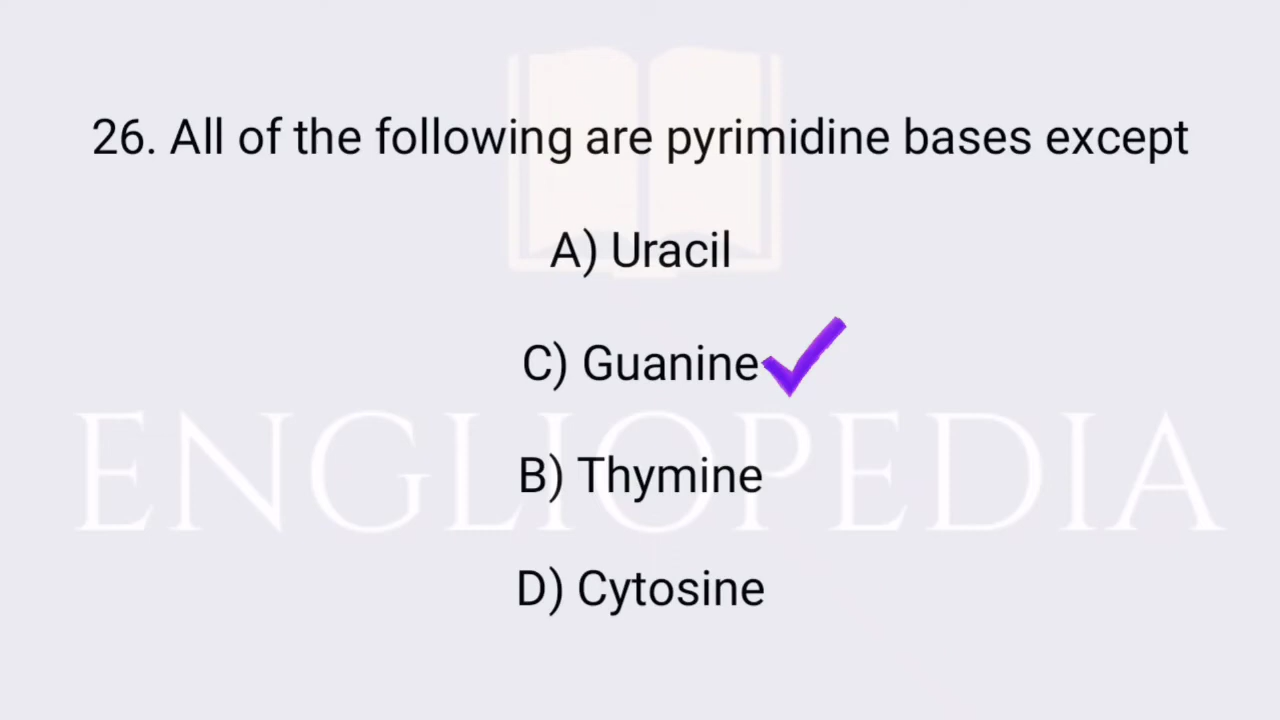 26. All of the following are pyrimidine bases except
A) Uracil
C) Guanine
B) Thymine
ENGLIOPEDIA
D) Cytosine